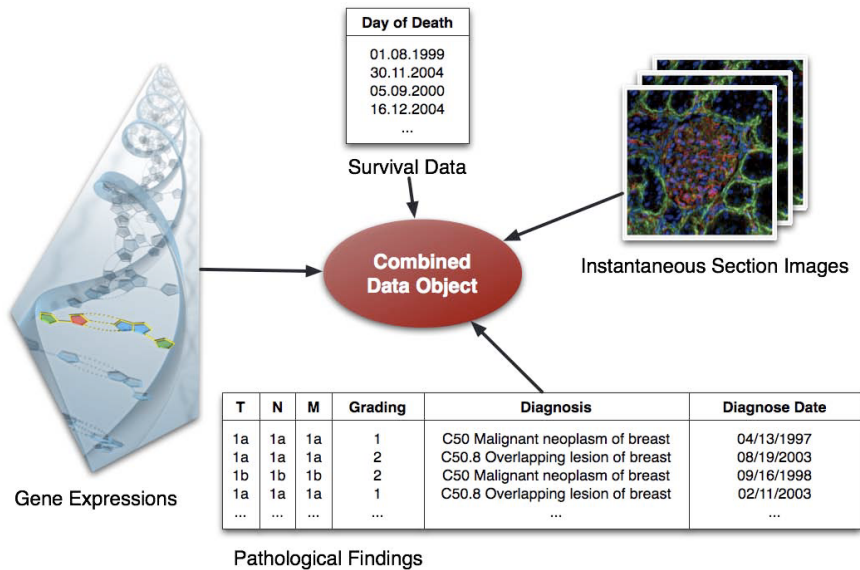 Day of Death
01.08.1999
30.11.2004
05.09.2000
16.12.2004
...
Survival Data
Instantaneous Section Images
Combined
Data Object
Gene Expressions
T N M Grading Diagnosis Diagnose Date
1a 1a 1a 1 C50 Malignant neoplasm of breast 04/13/1997
1a 1a 1a 2 C50.8 Overlapping lesion of breast 08/19/2003
1b 1b 1b 2 C50 Malignant neoplasm of breast 09/16/1998
1a 1a 1a 1 C50.8 Overlapping lesion of breast 02/11/2003
... ... ... ... ... ...
Pathological Findings